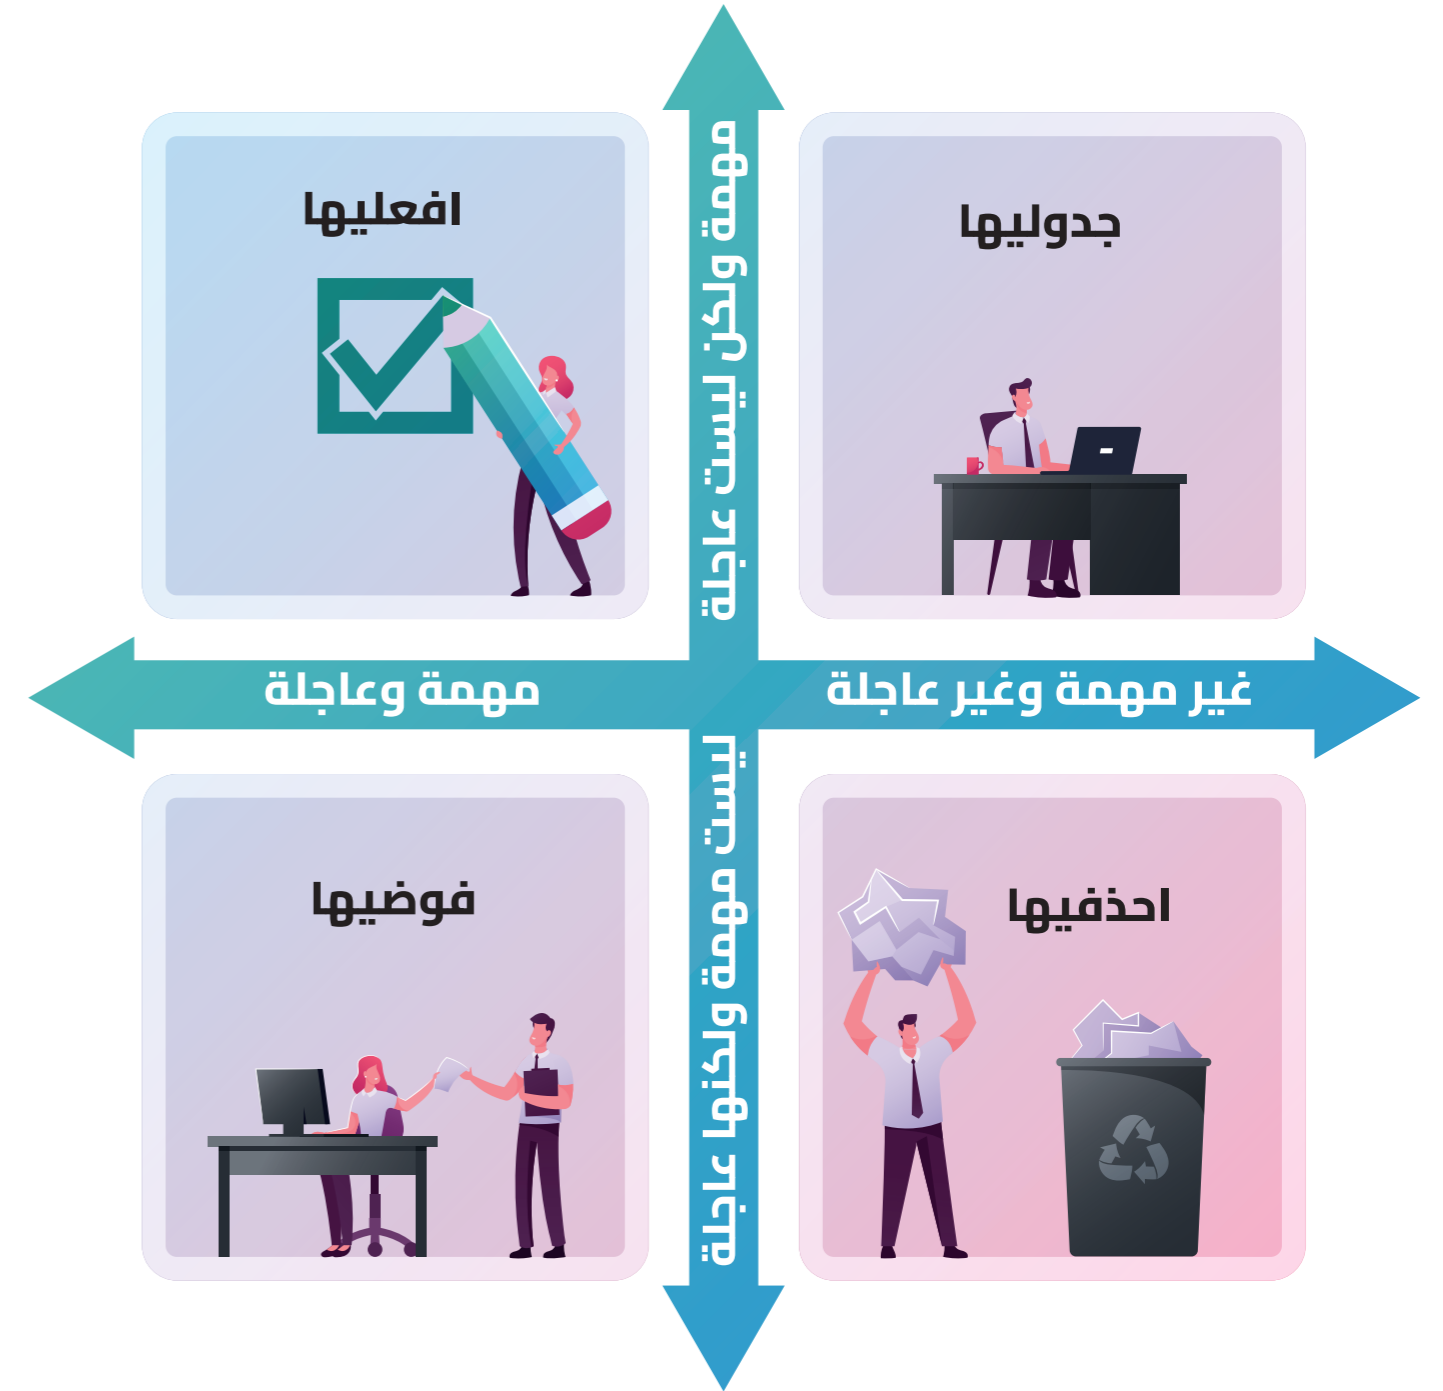 مهمة ولكن ليست عاجلة
جدوليها
افعليها
غير مهمة وغير عاجلة
مهمة وعاجلة
ليست مهمة ولكنها عاجلة
احذفيها
فوضيها